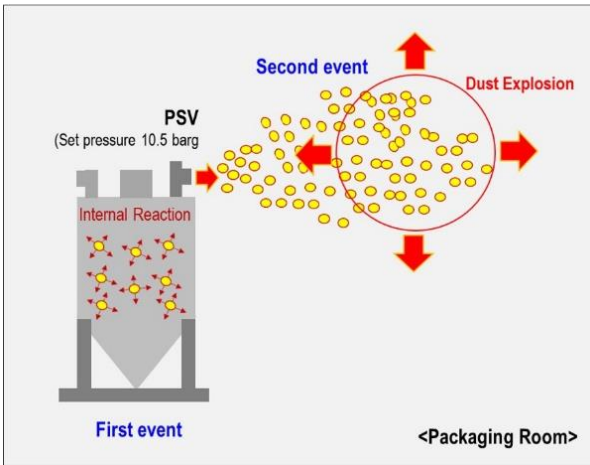 Second event
Dust Explosion
PSV
(Set pressure 10.5 barg
Internal Reaction
First event
<Packaging Room>